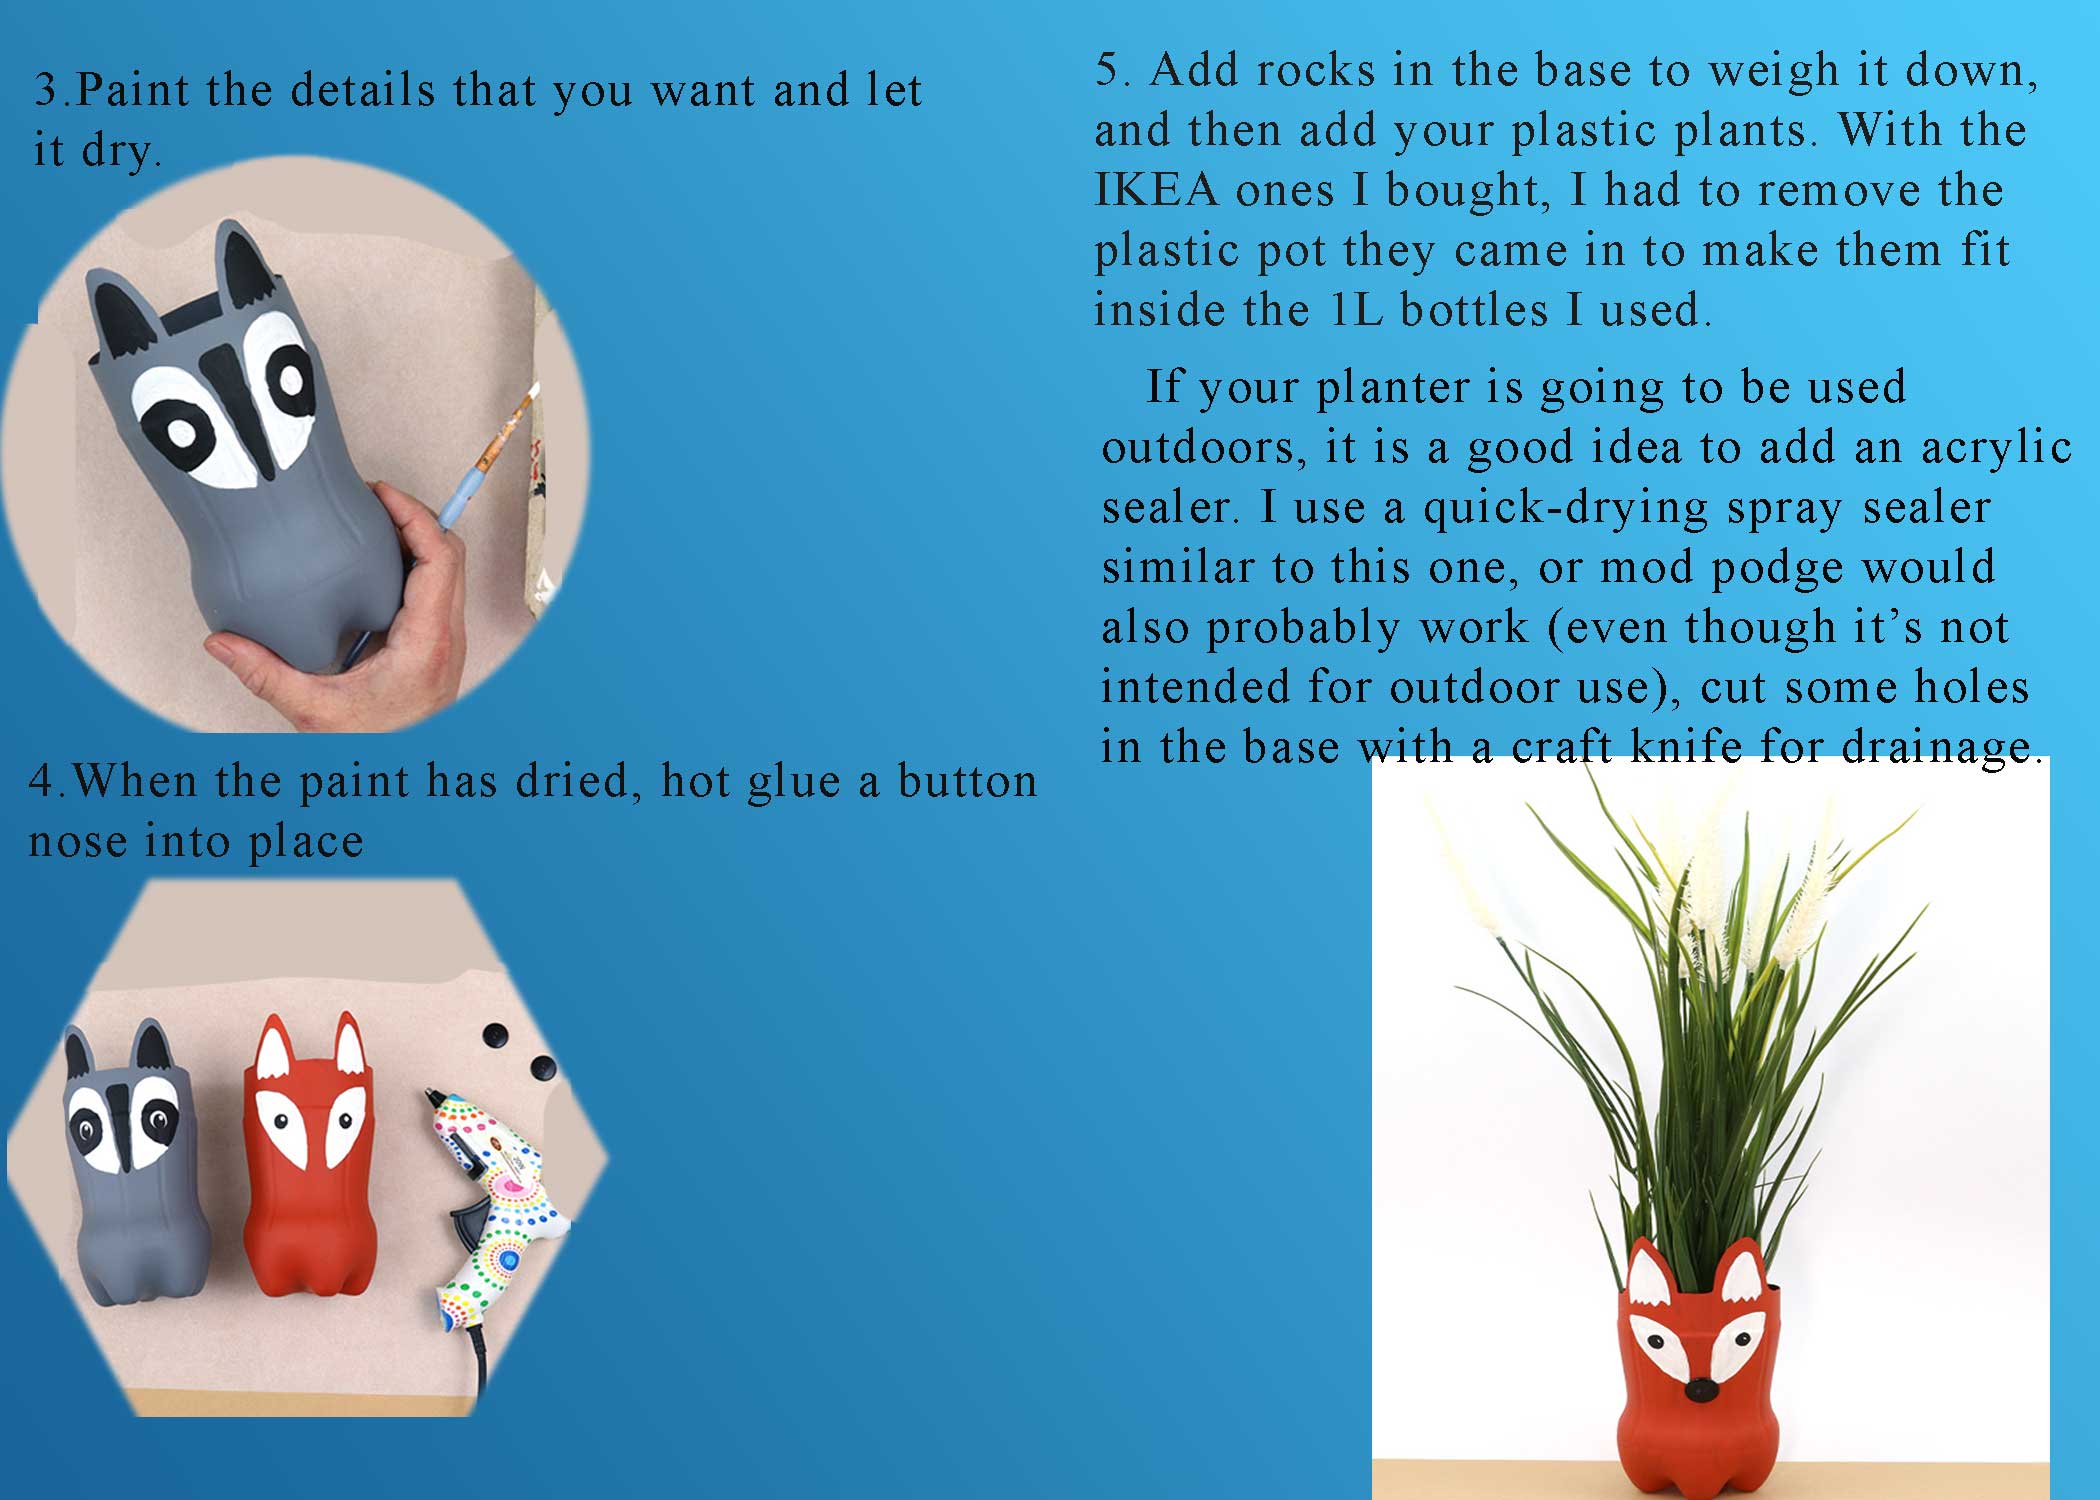 3.Paint the details that you want and let
it dry.
4.When the paint has dried, hot glue a button
nose into place
5. Add rocks in the base to weigh it down,
and then add your plastic plants. With the
IKEA ones I bought, I had to remove the
plastic pot they came in to make them fit
inside the 1L bottles I used.
If your planter is going to be used
outdoors, it is a good idea to add an acrylic
sealer. I use a quick-drying spray sealer
similar to this one, or mod podge would
also probably work (even though it’s not
intended for outdoor use), cut some holes
in the base with a craft knife for drainage.